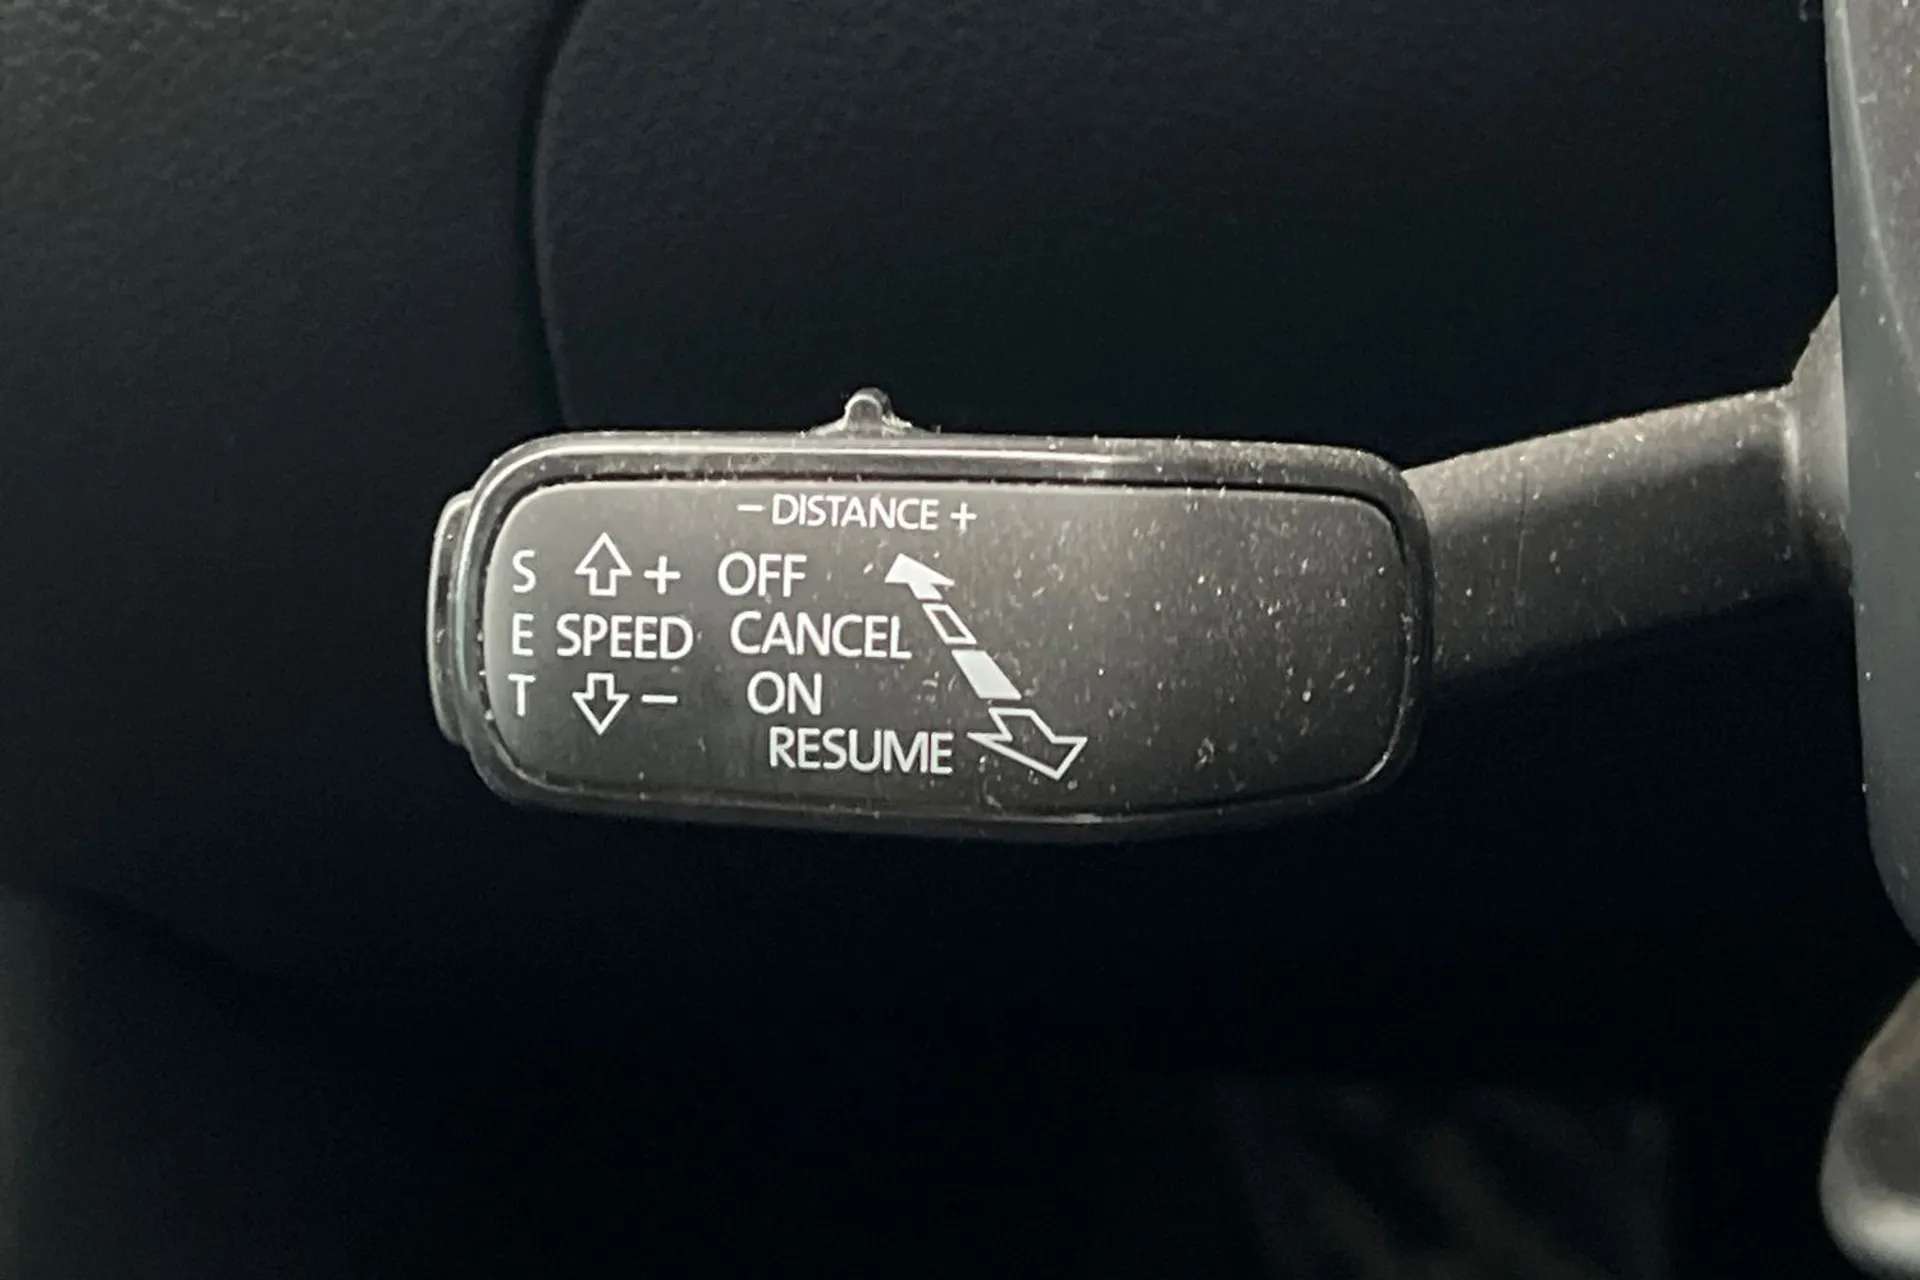 – DISTANCE +
S + OFF
E SPEED CANCEL
T – ON
RESUME